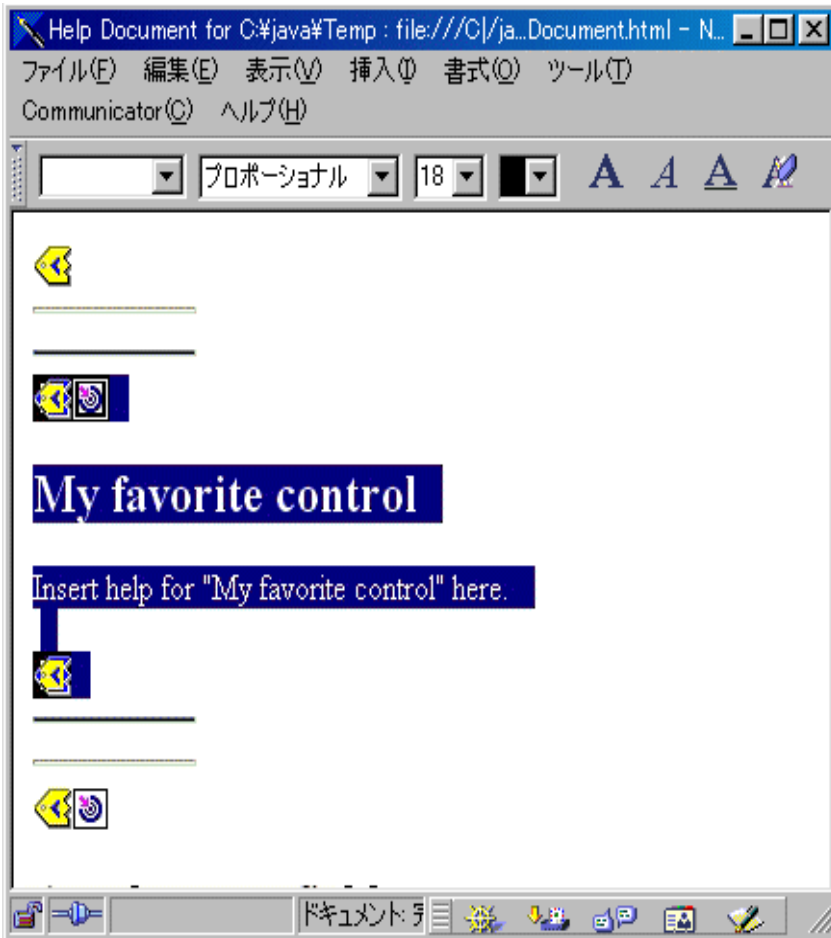 Help Document for C:¥java¥Temp : file:///C|/ja...Document.html - N...
ファイル(F) 編集(E) 表示(V) 挿入(I) 書式(O) ツール(T)
Communicator(C) ヘルプ(H)
プロポーショナル 18 A A A
My favorite control
Insert help for "My favorite control" here.
ドキュメント: